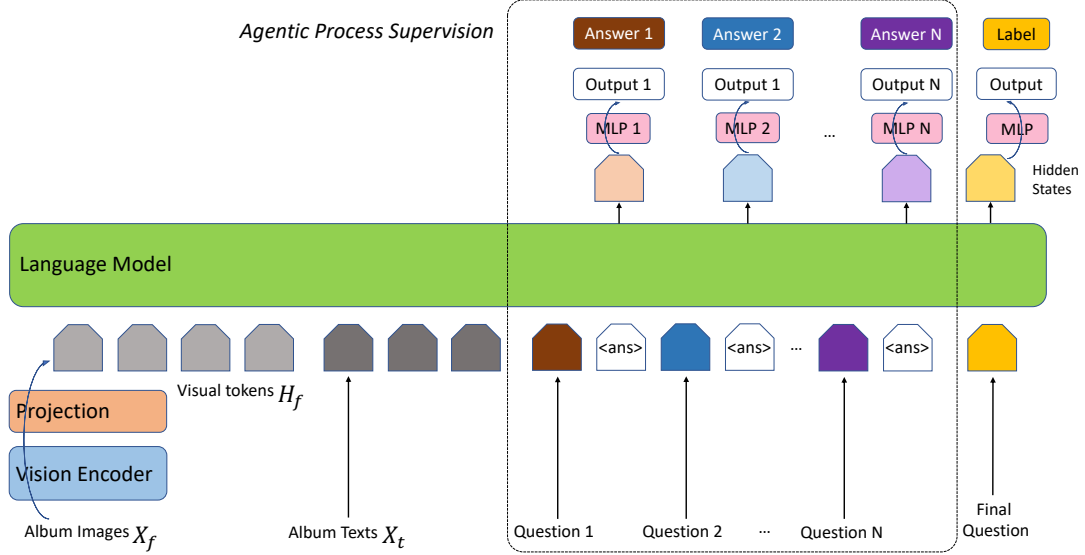 Agentic Process Supervision
Answer 1
Answer 2
Answer N
Label
Output 1
Output 1
Output N
Output
MLP 1
MLP 2
...
MLP N
MLP
Hidden
States
Language Model
<ans>
<ans>
...
<ans>
Visual tokens H_f
Projection
Vision Encoder
Album Images X_f
Album Texts X_t
Question 1
Question 2
...
Question N
Final
Question